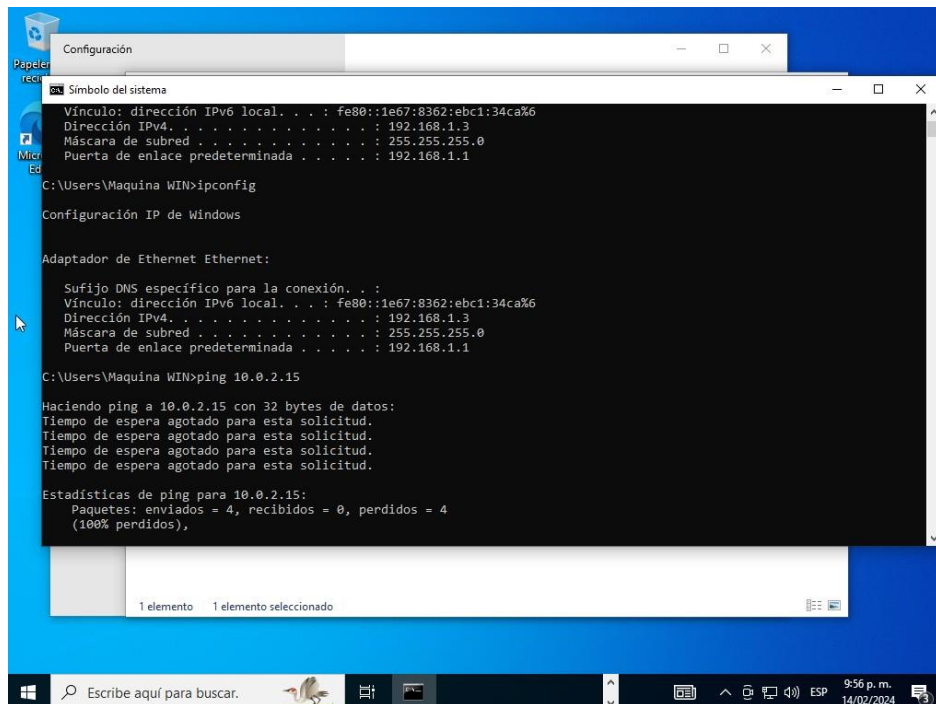 Configuración
Papeler
reci
Micr
Ed
Símbolo del sistema
Vínculo: dirección IPv6 local. . . : fe80::1e67:8362:ebc1:34ca%6
Dirección IPv4. . . . . . . . . . . . . . : 192.168.1.3
Máscara de subred . . . . . . . . . . . . : 255.255.255.0
Puerta de enlace predeterminada . . . . . : 192.168.1.1
C:\Users\Maquina WIN>ipconfig
Configuración IP de Windows
Adaptador de Ethernet Ethernet:
Sufijo DNS específico para la conexión. . :
Vínculo: dirección IPv6 local. . . : fe80::1e67:8362:ebc1:34ca%6
Dirección IPv4. . . . . . . . . . . . . . : 192.168.1.3
Máscara de subred . . . . . . . . . . . . : 255.255.255.0
Puerta de enlace predeterminada . . . . . : 192.168.1.1
C:\Users\Maquina WIN>ping 10.0.2.15
Haciendo ping a 10.0.2.15 con 32 bytes de datos:
Tiempo de espera agotado para esta solicitud.
Tiempo de espera agotado para esta solicitud.
Tiempo de espera agotado para esta solicitud.
Tiempo de espera agotado para esta solicitud.
Estadísticas de ping para 10.0.2.15:
Paquetes: enviados = 4, recibidos = 0, perdidos = 4
(100% perdidos),
1 elemento 1 elemento seleccionado
Escribe aquí para buscar.
ESP
9:56 p. m.
14/02/2024
3